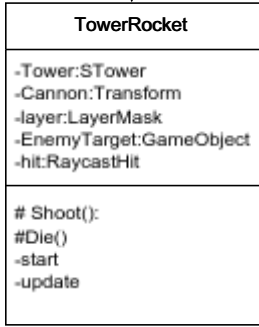 TowerRocket
-Tower:STower
-Cannon:Transform
-layer:LayerMask
-EnemyTarget:GameObject
-hit:RaycastHit
# Shoot():
#Die()
-start
-update